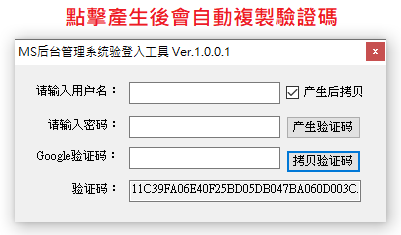 點擊產生後會自動複製驗證碼
MS后台管理系统验登入工具 Ver.1.0.0.1
请输入用户名： 产生后拷贝
请输入密码： 产生验证码
Google验证码： 拷贝验证码
验证码： 11C39FA06E40F25BD05DB047BA060D003C.